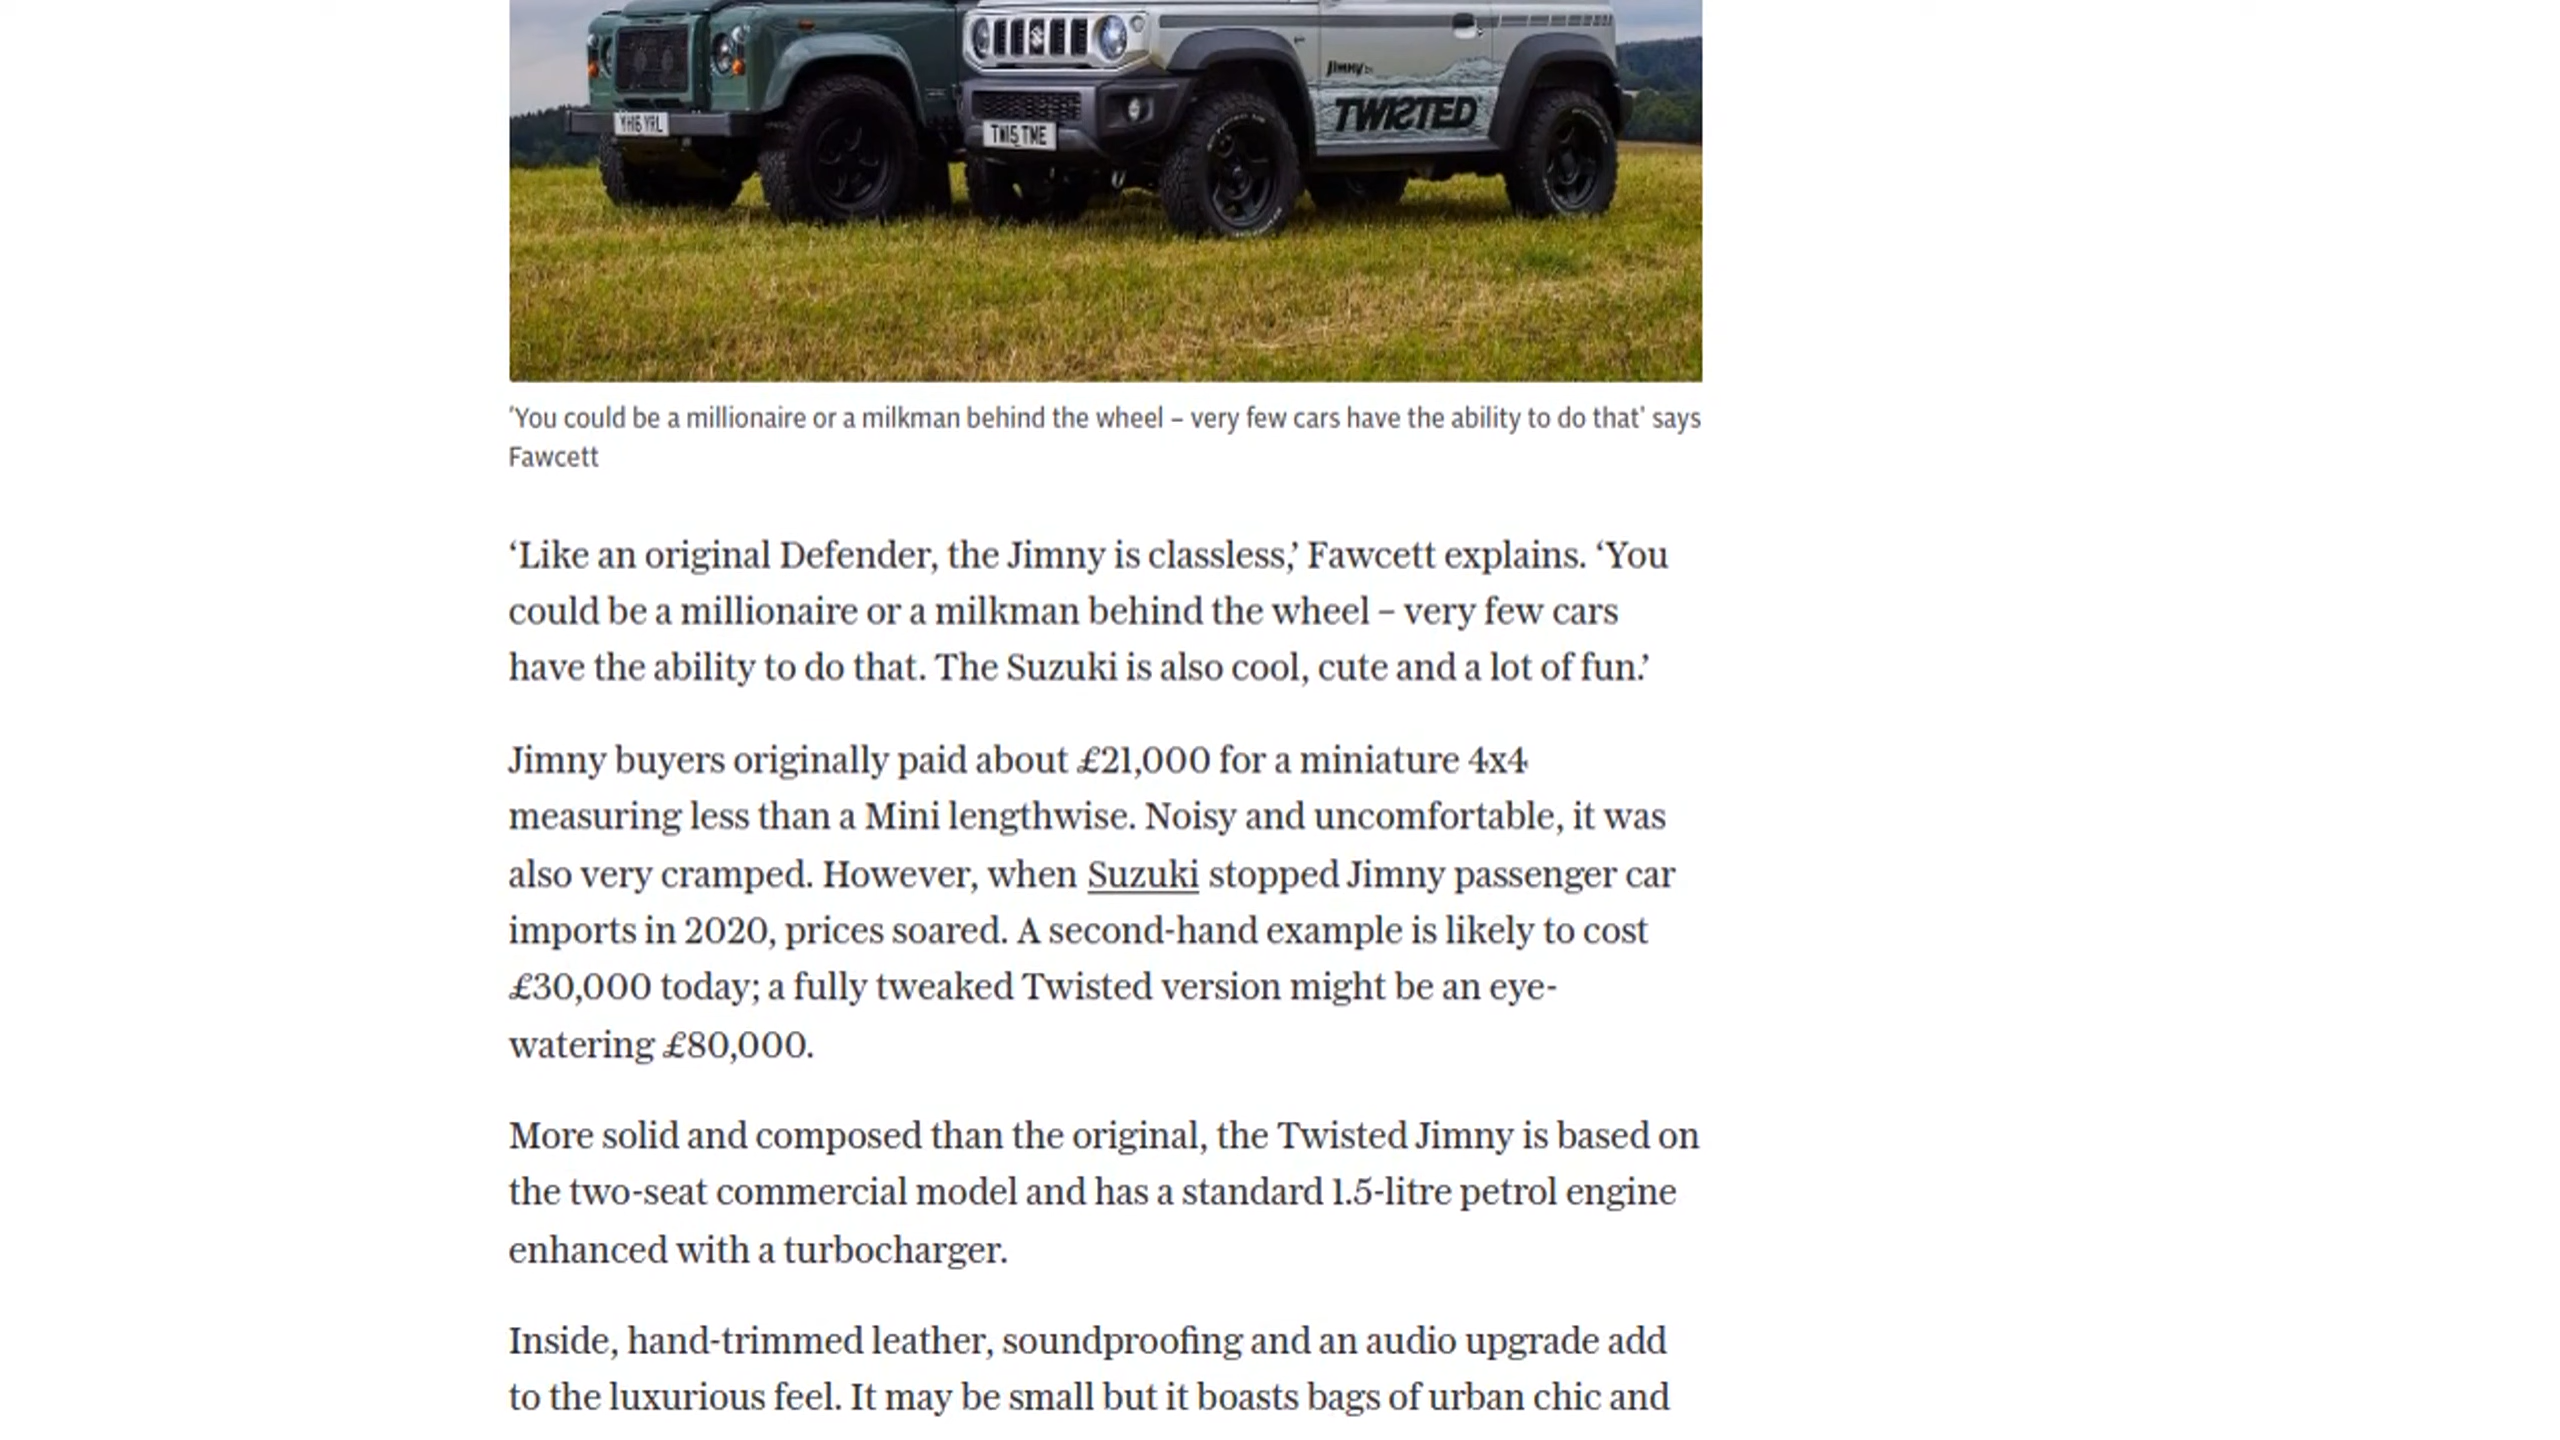 Jimny
TWISTED
YH16 YRL
TW15 TME
'You could be a millionaire or a milkman behind the wheel – very few cars have the ability to do that' says
Fawcett
‘Like an original Defender, the Jimny is classless,’ Fawcett explains. ‘You
could be a millionaire or a milkman behind the wheel – very few cars
have the ability to do that. The Suzuki is also cool, cute and a lot of fun.’
Jimny buyers originally paid about £21,000 for a miniature 4x4
measuring less than a Mini lengthwise. Noisy and uncomfortable, it was
also very cramped. However, when Suzuki stopped Jimny passenger car
imports in 2020, prices soared. A second-hand example is likely to cost
£30,000 today; a fully tweaked Twisted version might be an eye-
watering £80,000.
More solid and composed than the original, the Twisted Jimny is based on
the two-seat commercial model and has a standard 1.5-litre petrol engine
enhanced with a turbocharger.
Inside, hand-trimmed leather, soundproofing and an audio upgrade add
to the luxurious feel. It may be small but it boasts bags of urban chic and